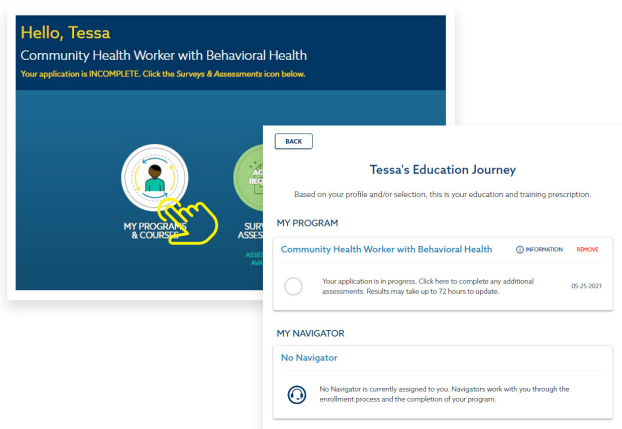 Hello, Tessa
Community Health Worker with Behavioral Health
Your application is INCOMPLETE. Click the Surveys & Assessments icon below.
MY PROGRAMS
& COURSES
BACK
Tessa's Education Journey
Based on your profile and/or selection, this is your education and training prescription.
MY PROGRAM
Community Health Worker with Behavioral Health
INFORMATION
REMOVE
Your application is in progress. Click here to complete any additional
assessments. Results may take up to 72 hours to update.
05-25-2021
MY NAVIGATOR
No Navigator
No Navigator is currently assigned to you. Navigators work with you through the
enrollment process and the completion of your program.